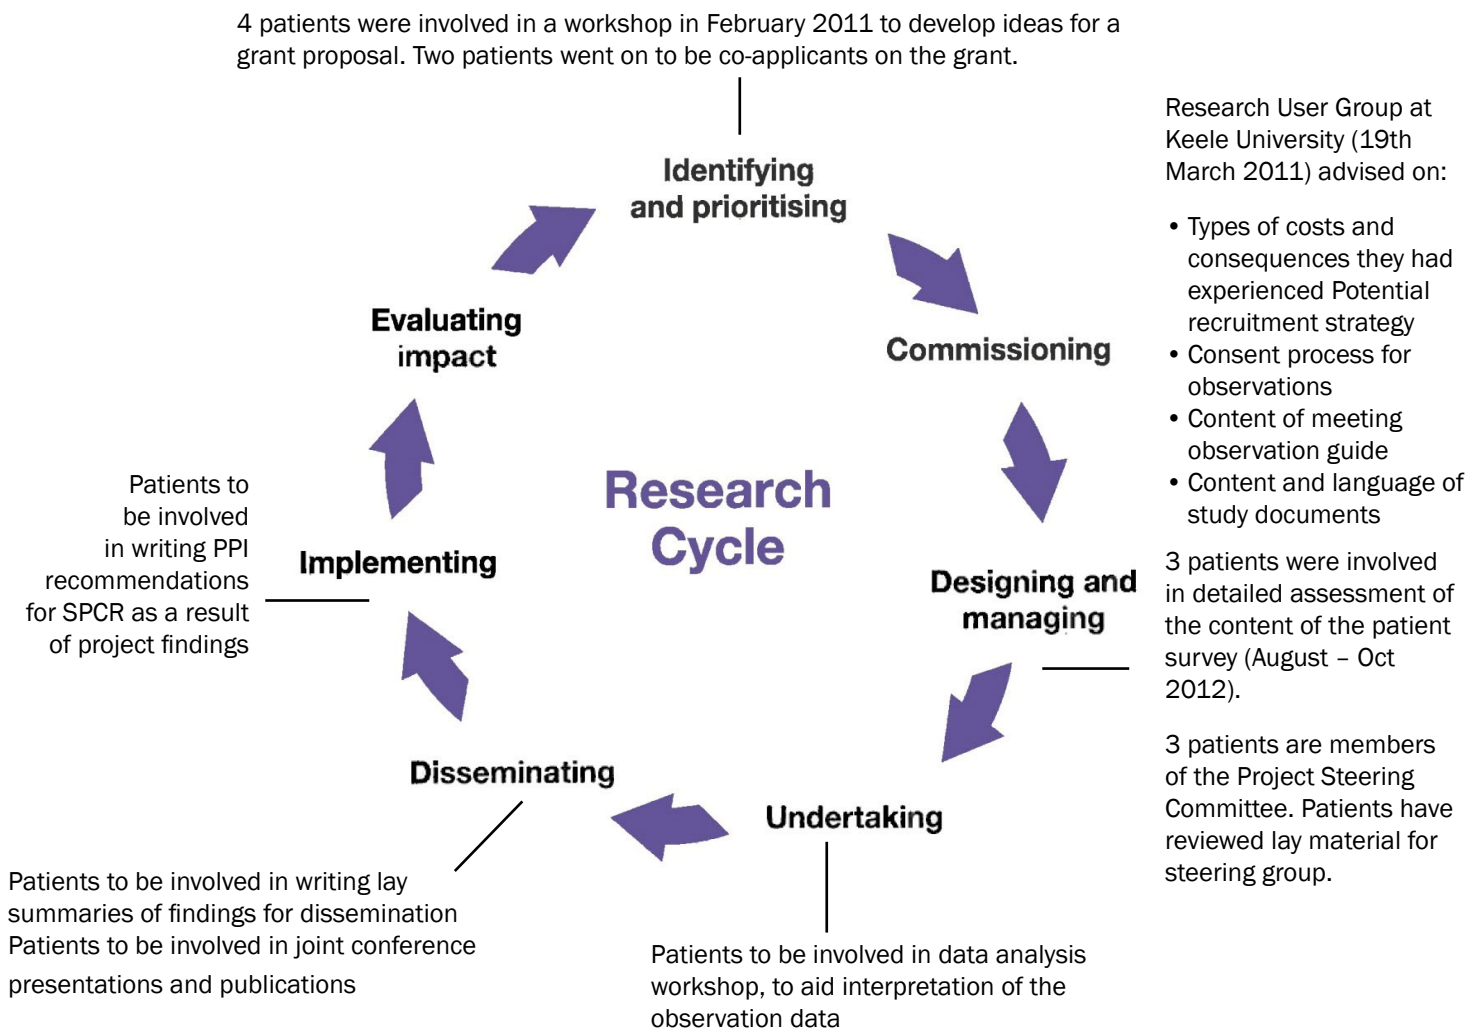 4 patients were involved in a workshop in February 2011 to develop ideas for a
grant proposal. Two patients went on to be co-applicants on the grant.
Identifying
and prioritising
Commissioning
Research User Group at
Keele University (19th
March 2011) advised on:
• Types of costs and
consequences they had
experienced Potential
recruitment strategy
• Consent process for
observations
• Content of meeting
observation guide
• Content and language of
study documents
Designing and
managing
3 patients were involved
in detailed assessment of
the content of the patient
survey (August – Oct
2012).
3 patients are members
of the Project Steering
Committee. Patients have
reviewed lay material for
steering group.
Undertaking
Patients to be involved in data analysis
workshop, to aid interpretation of the
observation data
Disseminating
Patients to be involved in writing lay
summaries of findings for dissemination
Patients to be involved in joint conference
presentations and publications
Implementing
Patients to
be involved
in writing PPI
recommendations
for SPCR as a result
of project findings
Evaluating
impact
Research
Cycle